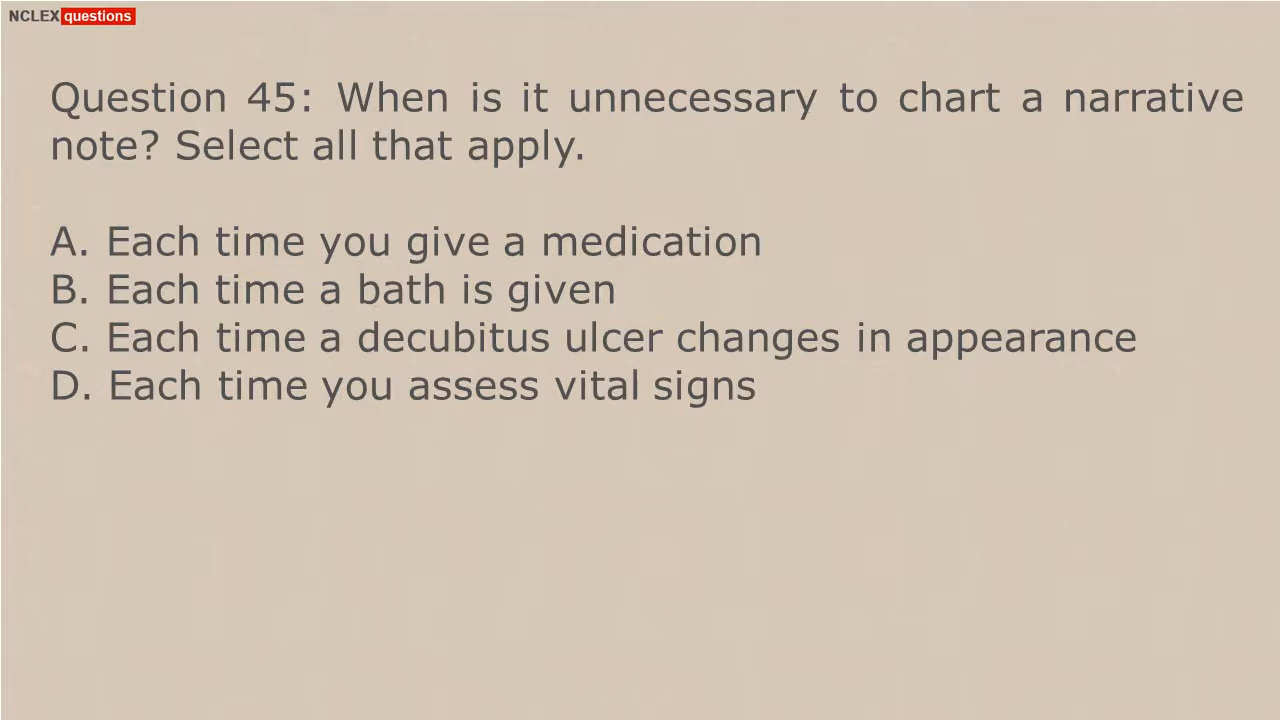 NCLEX questions
Question 45: When is it unnecessary to chart a narrative
note? Select all that apply.
A. Each time you give a medication
B. Each time a bath is given
C. Each time a decubitus ulcer changes in appearance
D. Each time you assess vital signs